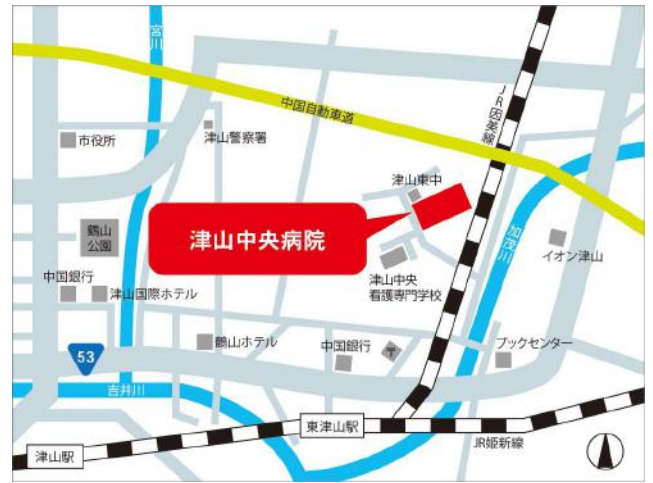 宮川
中国自動車道
JR因美線
市役所
津山警察署
津山東中
津山中央病院
加茂川
鶴山
公園
イオン津山
津山中央
看護専門学校
中国銀行
津山国際ホテル
鶴山ホテル
中国銀行
〒
ブックセンター
53
吉井川
東津山駅
JR姫新線
津山駅